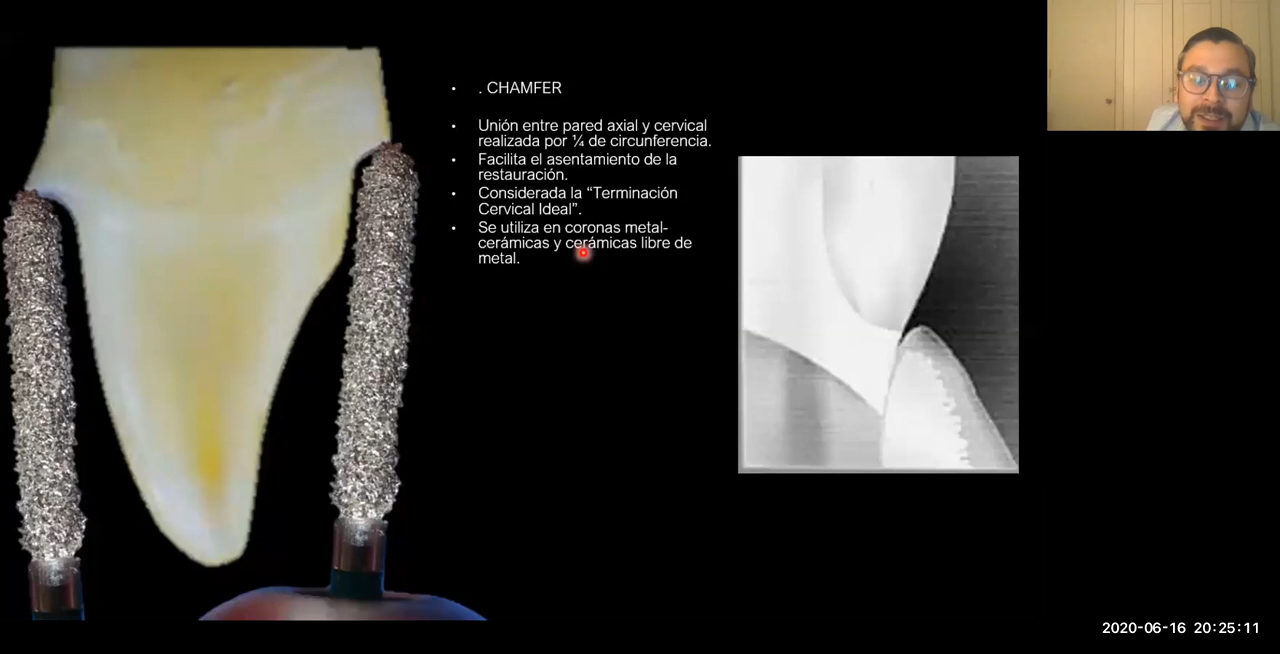 • . CHAMFER
• Unión entre pared axial y cervical
realizada por ¼ de circunferencia.
• Facilita el asentamiento de la
restauración.
• Considerada la “Terminación
Cervical Ideal”.
• Se utiliza en coronas metal-
cerámicas y cerámicas libre de
metal.
2020-06-16 20:25:11